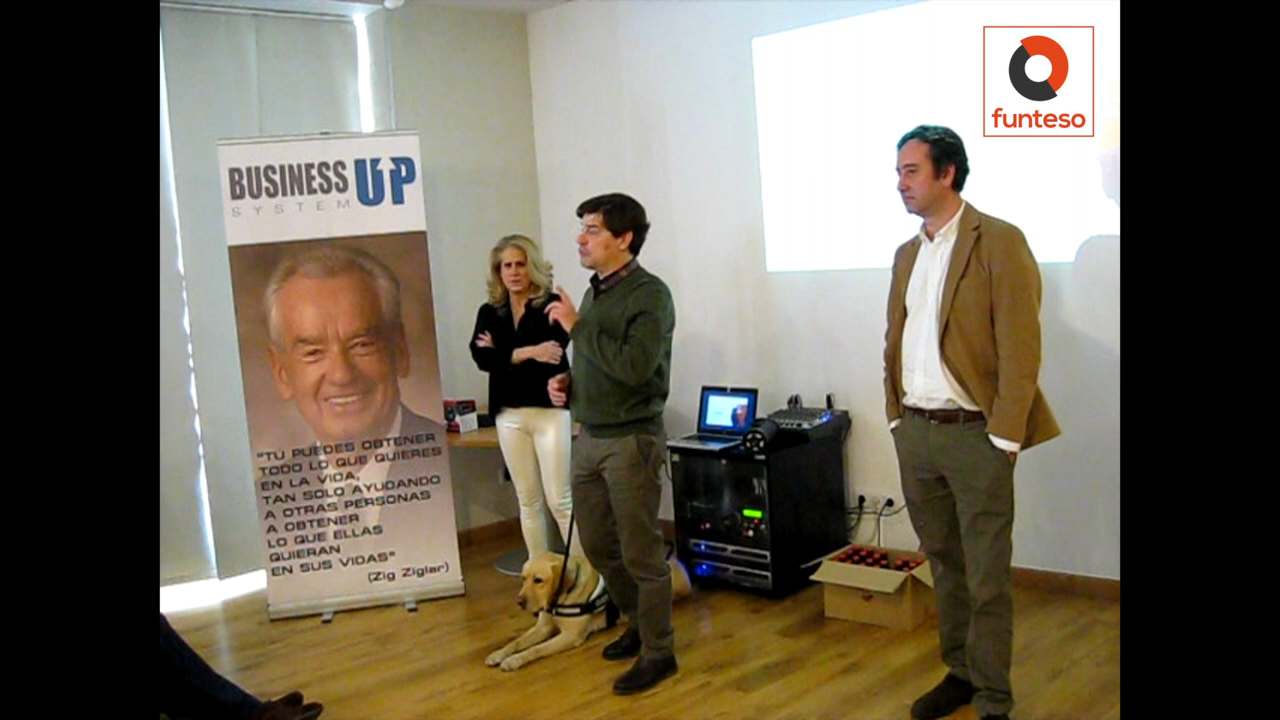 funteso
BUSINESS UP
SYSTEM
"TU PUEDES OBTENER
TODO LO QUE QUIERES
EN LA VIDA,
TAN SOLO AYUDANDO
A OTRAS PERSONAS
A OBTENER
LO QUE ELLAS
QUIERAN
EN SUS VIDAS"
(Zig Ziglar)